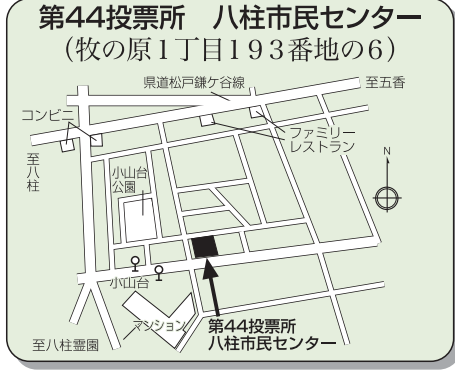 第44投票所　八柱市民センター
（牧の原1丁目193番地の6）
県道松戸鎌ケ谷線
至五香
コンビニ
ファミリー
レストラン
至八柱
小山台
公園
N
小山台
マンション
第44投票所
八柱市民センター
至八柱霊園